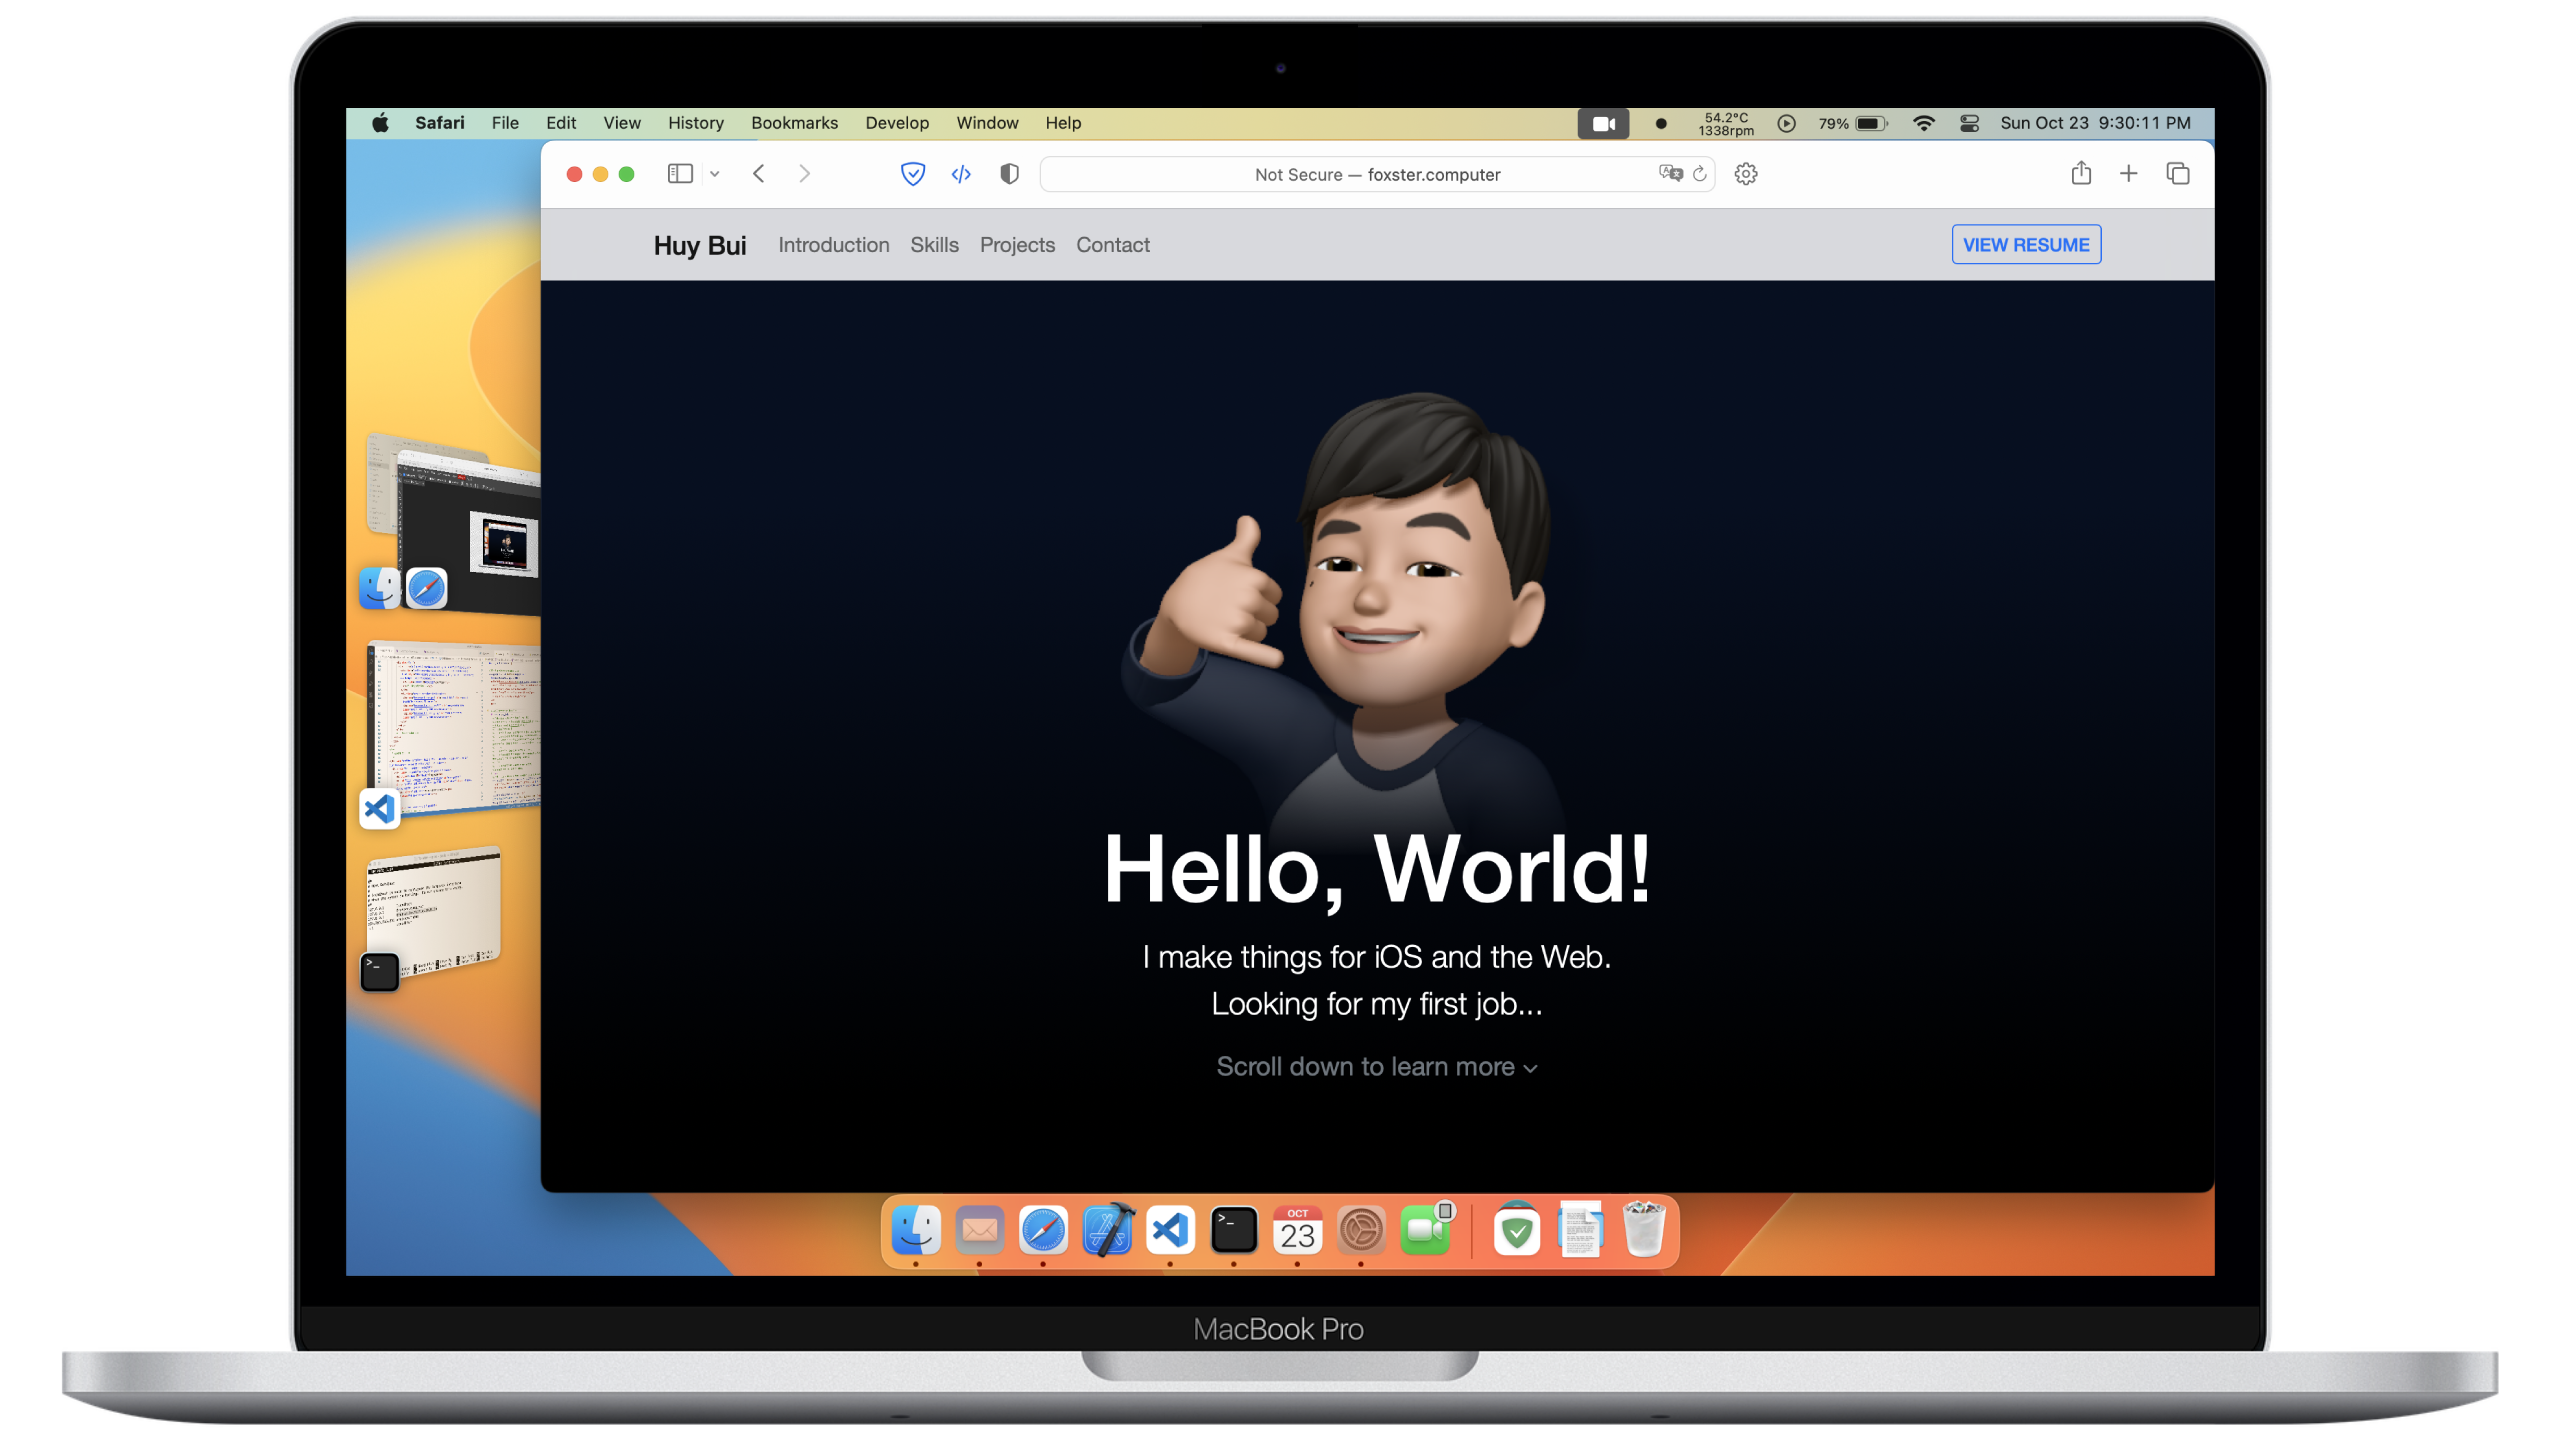 Safari File Edit View History Bookmarks Develop Window Help
54.2°C
1338rpm
79%
Sun Oct 23 9:30:11 PM
Not Secure — foxster.computer
Huy Bui Introduction Skills Projects Contact VIEW RESUME
Hello, World!
I make things for iOS and the Web.
Looking for my first job...
Scroll down to learn more
OCT
23
MacBook Pro